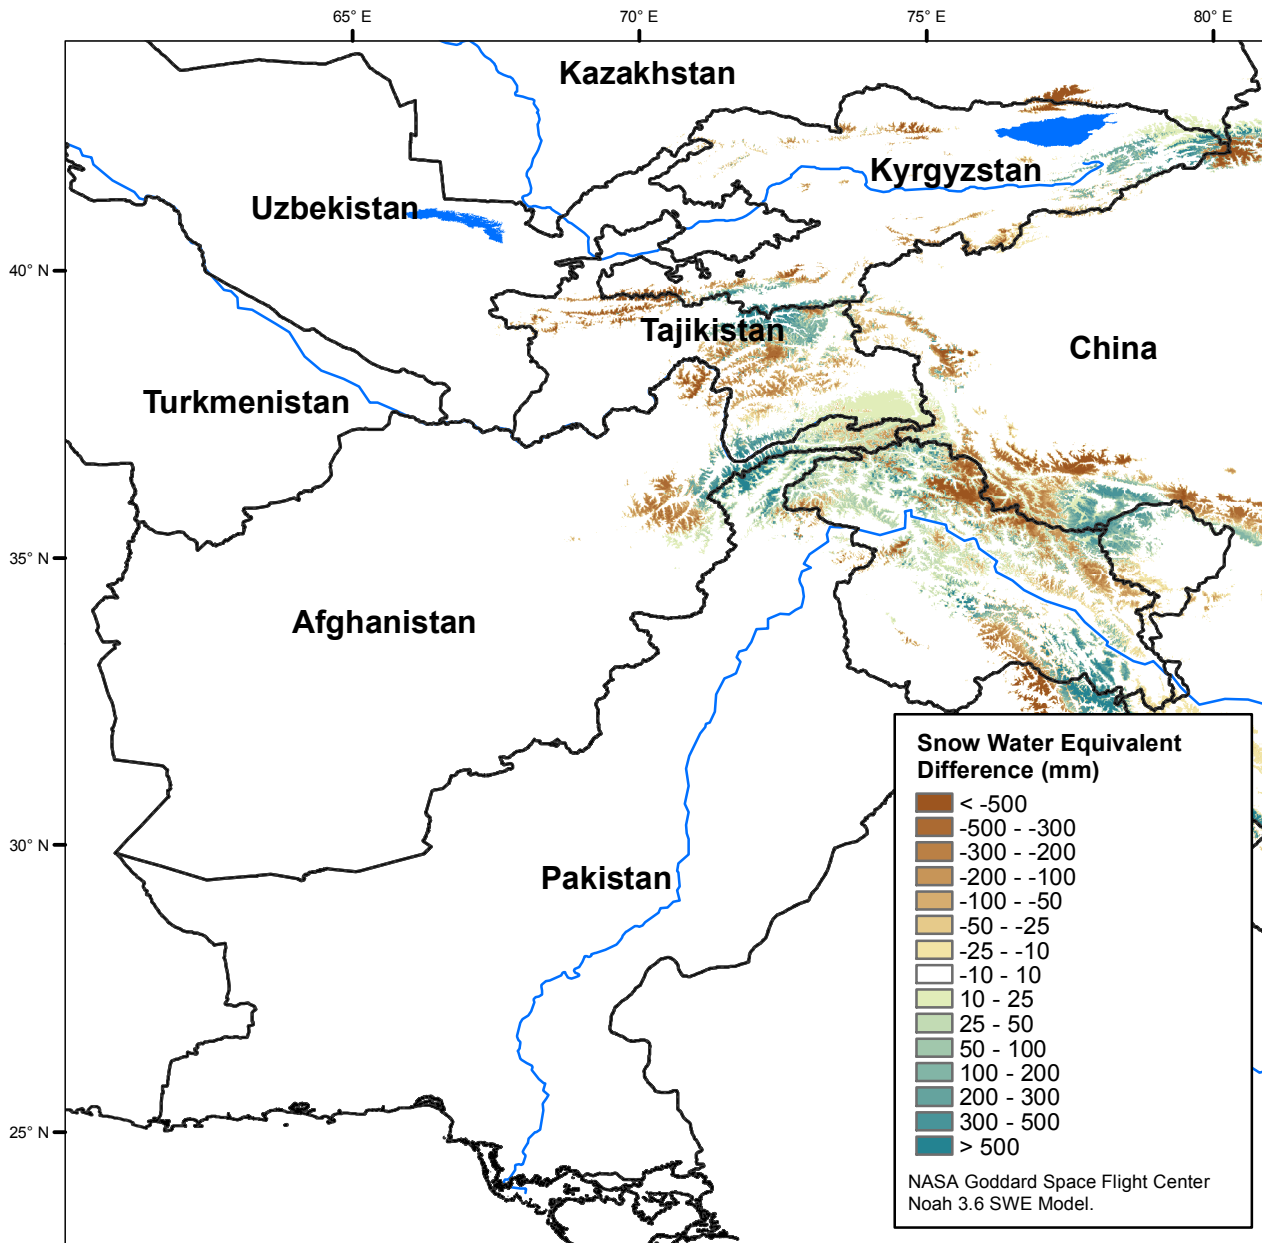 65° E
70° E
75° E
80° E
Kazakhstan
Kyrgyzstan
Uzbekistan
40° N
Tajikistan
China
Turkmenistan
35° N
Afghanistan
30° N
Pakistan
25° N
Snow Water Equivalent
Difference (mm)
< -500
-500 - -300
-300 - -200
-200 - -100
-100 - -50
-50 - -25
-25 - -10
-10 - 10
10 - 25
25 - 50
50 - 100
100 - 200
200 - 300
300 - 500
> 500
NASA Goddard Space Flight Center
Noah 3.6 SWE Model.